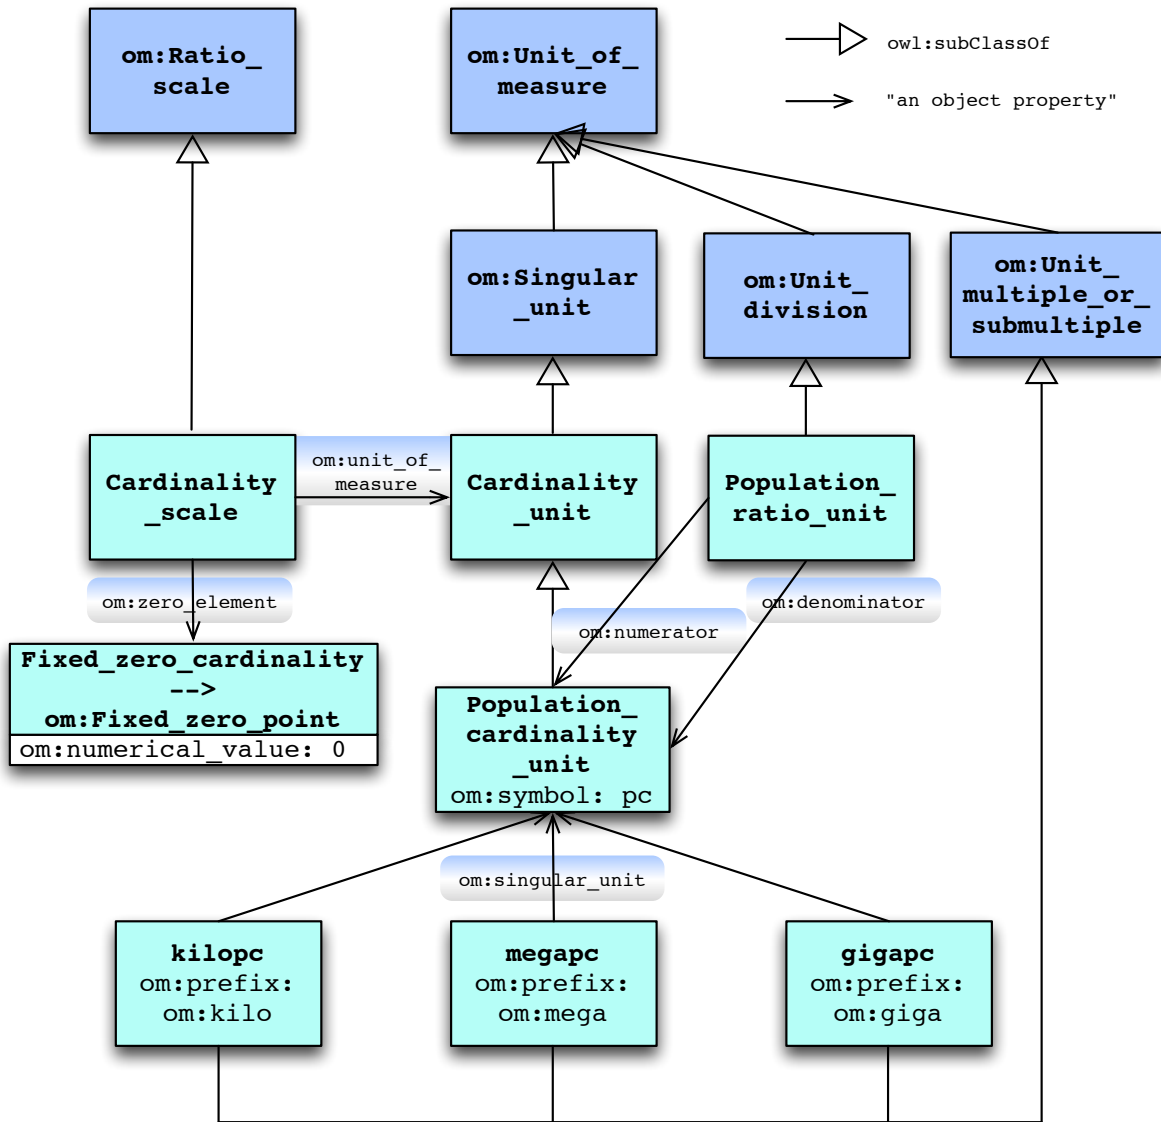 om:Ratio_
scale
om:Unit_of_
measure
owl:subClassOf
"an object property"
om:Singular
_unit
om:Unit_
division
om:Unit_
multiple_or_
submultiple
Cardinality
_scale
om:unit_of_
measure
Cardinality
_unit
Population_
ratio_unit
om:zero_element
om:numerator
om:denominator
Fixed_zero_cardinality
-->
om:Fixed_zero_point
om:numerical_value: 0
Population_
cardinality
_unit
om:symbol: pc
om:singular_unit
kilopc
om:prefix:
om:kilo
megapc
om:prefix:
om:mega
gigapc
om:prefix:
om:giga